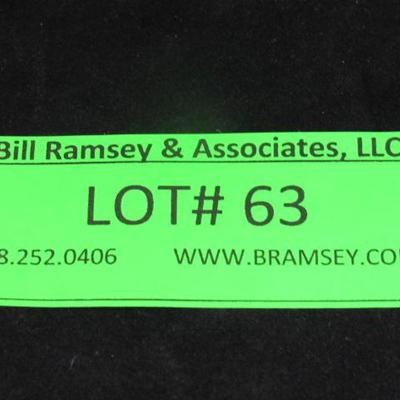 Bill Ramsey & Associates, LLC
LOT# 63
8.252.0406 WWW.BRAMSEY.CO